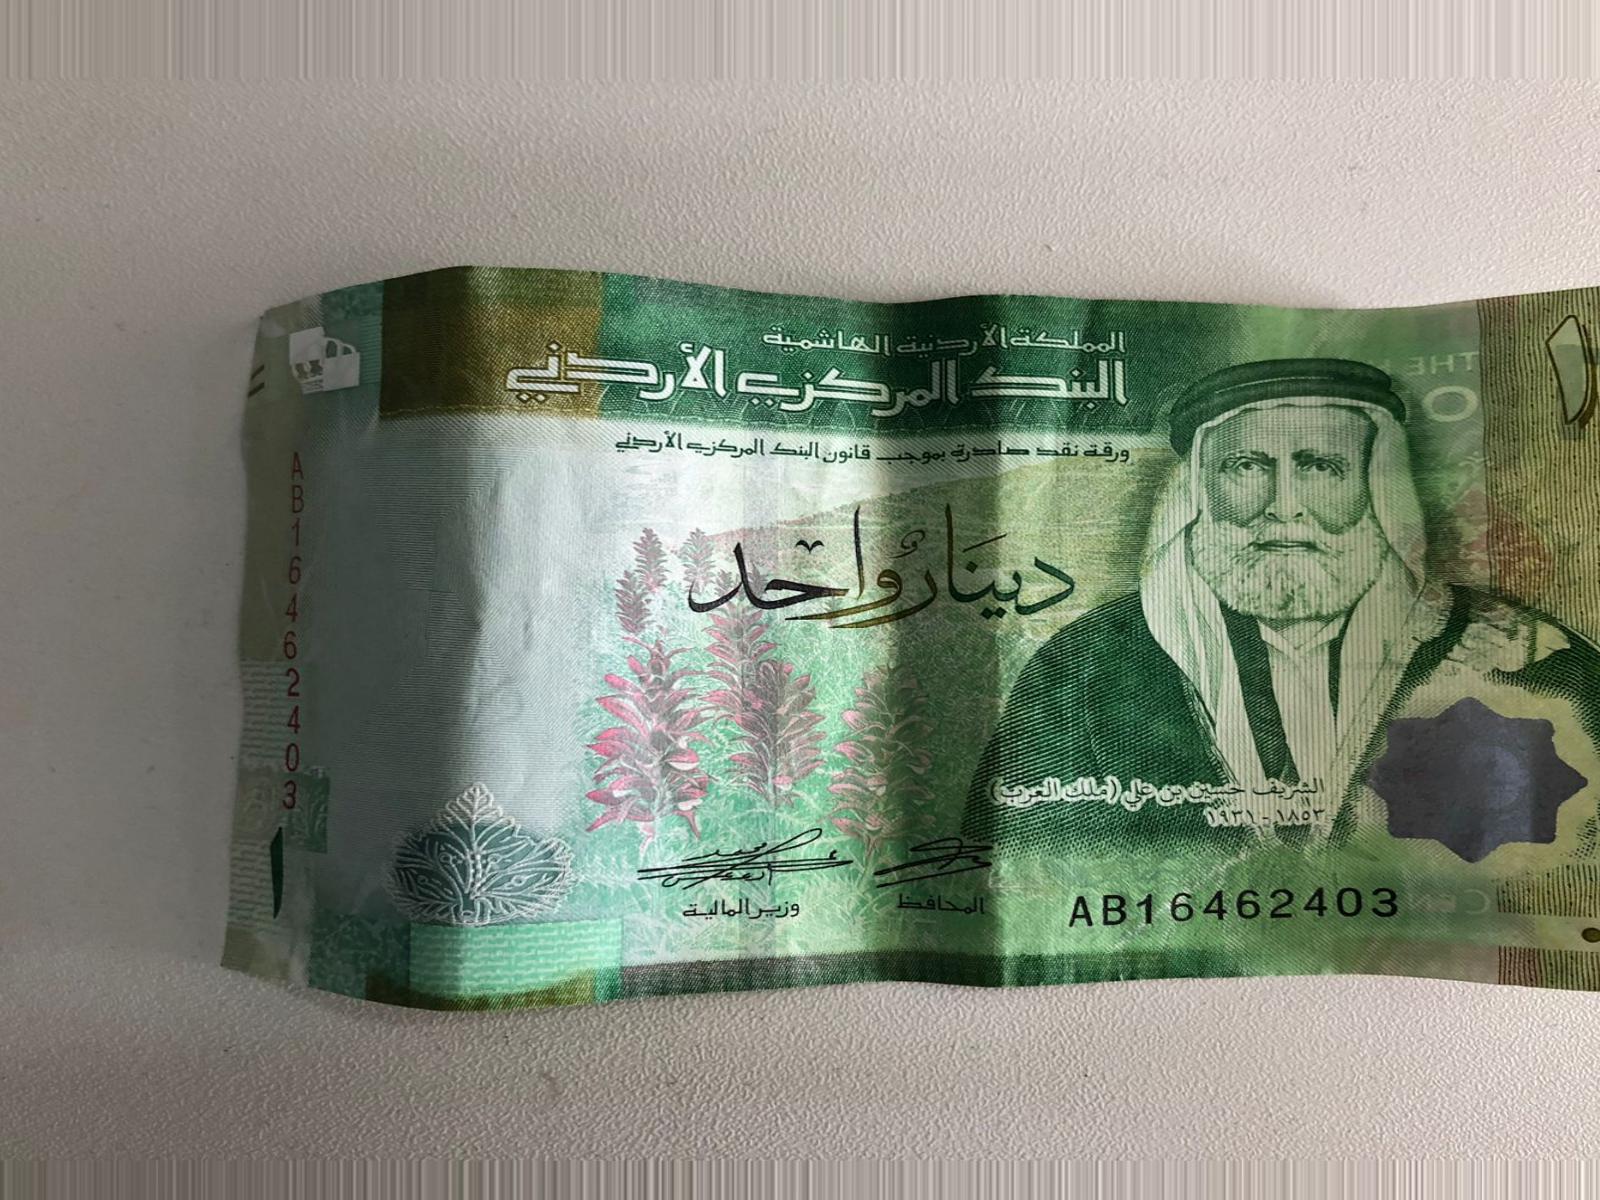 المملكة الأردنية الهاشمية
البنك المركزي الأردني
ورقة نقد صادرة بموجب قانون البنك المركزي الأردني
دينار واحد
الشريف حسين بن علي (ملك العرب)
١٨٥٣ - ١٩٣١
المحافظ
وزير المالية
AB16462403
AB16462403
THE